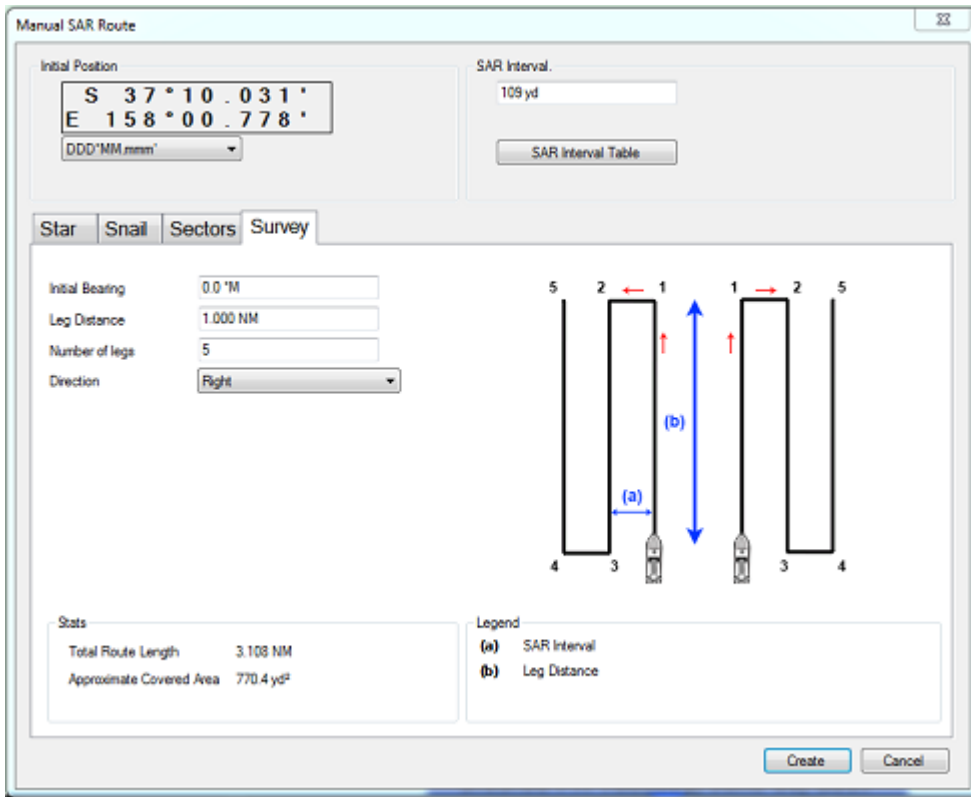 Manual SAR Route
Initial Position
S 37°10.031'
E 158°00.778'
DDD°MM.mmm'
SAR Interval.
109 yd
SAR Interval Table
Star Snail Sectors Survey
Initial Bearing 0.0 °M
Leg Distance 1.000 NM
Number of legs 5
Direction Right
5 2 1 1 2 5
(b)
(a)
4 3 3 4
Stats
Total Route Length 3.108 NM
Approximate Covered Area 770.4 yd²
Legend
(a) SAR Interval
(b) Leg Distance
Create Cancel